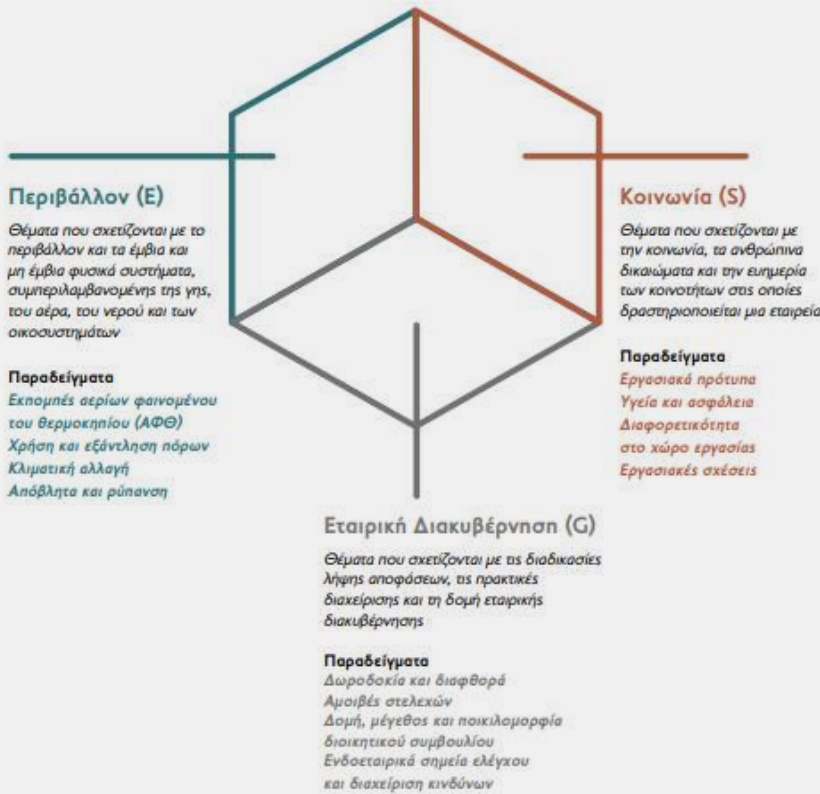 Περιβάλλον (E)
Θέματα που σχετίζονται με το
περιβάλλον και τα έμβια και
μη έμβια φυσικά συστήματα,
συμπεριλαμβανομένης της γης,
του αέρα, του νερού και των
οικοσυστημάτων
Παραδείγματα
Εκπομπές αερίων φαινομένου
του θερμοκηπίου (ΑΦΘ)
Χρήση και εξάντληση πόρων
Κλιματική αλλαγή
Απόβλητα και ρύπανση
Κοινωνία (S)
Θέματα που σχετίζονται με
την κοινωνία, τα ανθρώπινα
δικαιώματα και την ευημερία
των κοινοτήτων στις οποίες
δραστηριοποιείται μια εταιρεία
Παραδείγματα
Εργασιακά πρότυπα
Υγεία και ασφάλεια
Διαφορετικότητα
στο χώρο εργασίας
Εργασιακές σχέσεις
Εταιρική Διακυβέρνηση (G)
Θέματα που σχετίζονται με τις διαδικασίες
λήψης αποφάσεων, τις πρακτικές
διαχείρισης και τη δομή εταιρικής
διακυβέρνησης
Παραδείγματα
Δωροδοκία και διαφθορά
Αμοιβές στελεχών
Δομή, μέγεθος και ποικιλομορφία
διοικητικού συμβουλίου
Ενδοεταιρικά σημεία ελέγχου
και διαχείριση κινδύνων